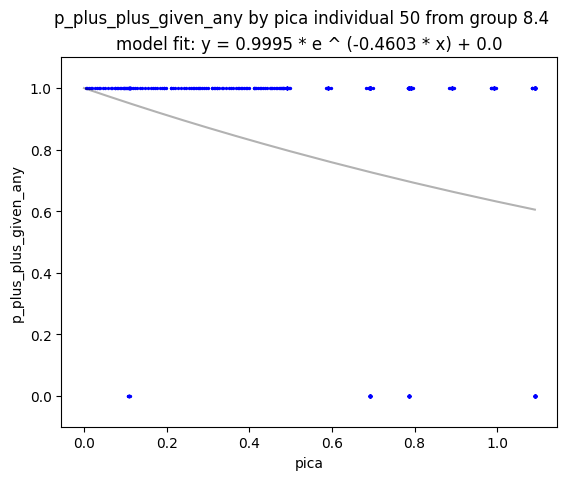 p_plus_plus_given_any by pica individual 50 from group 8.4
model fit: y = 0.9995 * e ^ (-0.4603 * x) + 0.0
1.0
0.8
0.6
0.4
0.2
0.0
p_plus_plus_given_any
0.0 0.2 0.4 0.6 0.8 1.0
pica